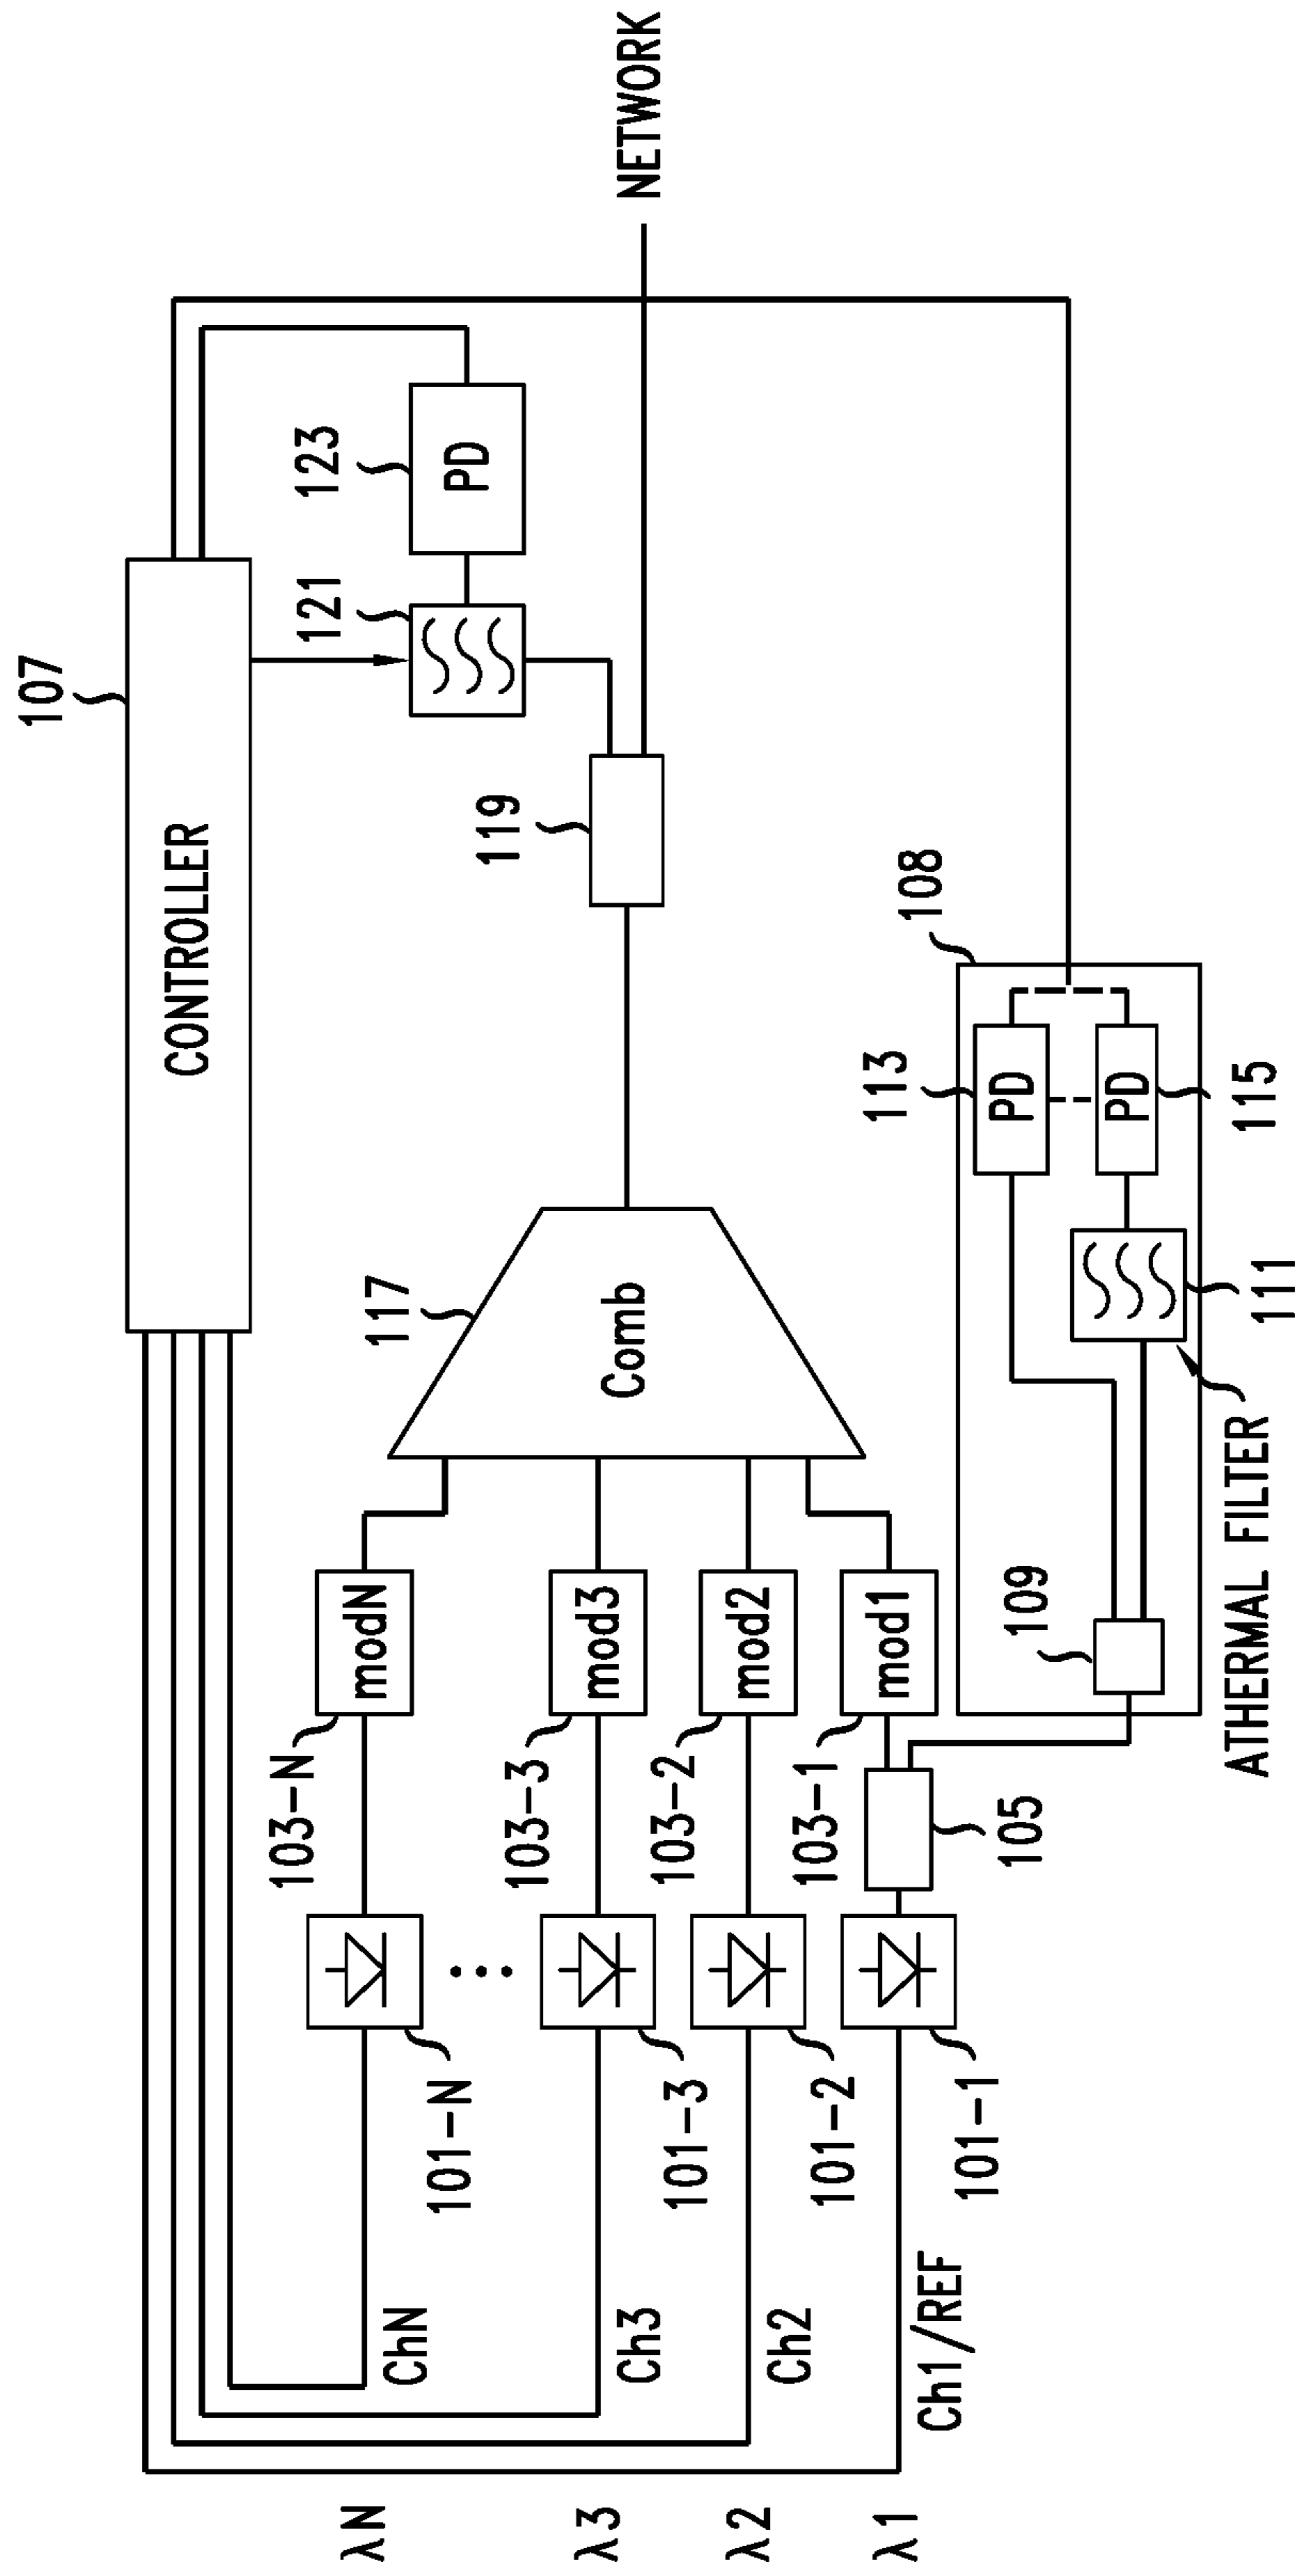 107
CONTROLLER
NETWORK
123
PD
121
119
117
Comb
λN
ChN
101-N
103-N
modN
λ3
Ch3
101-3
103-3
mod3
λ2
Ch2
101-2
103-2
mod2
λ1
Ch1/REF
101-1
103-1
mod1
105
108
109
113
PD
PD
115
111
ATHERMAL FILTER